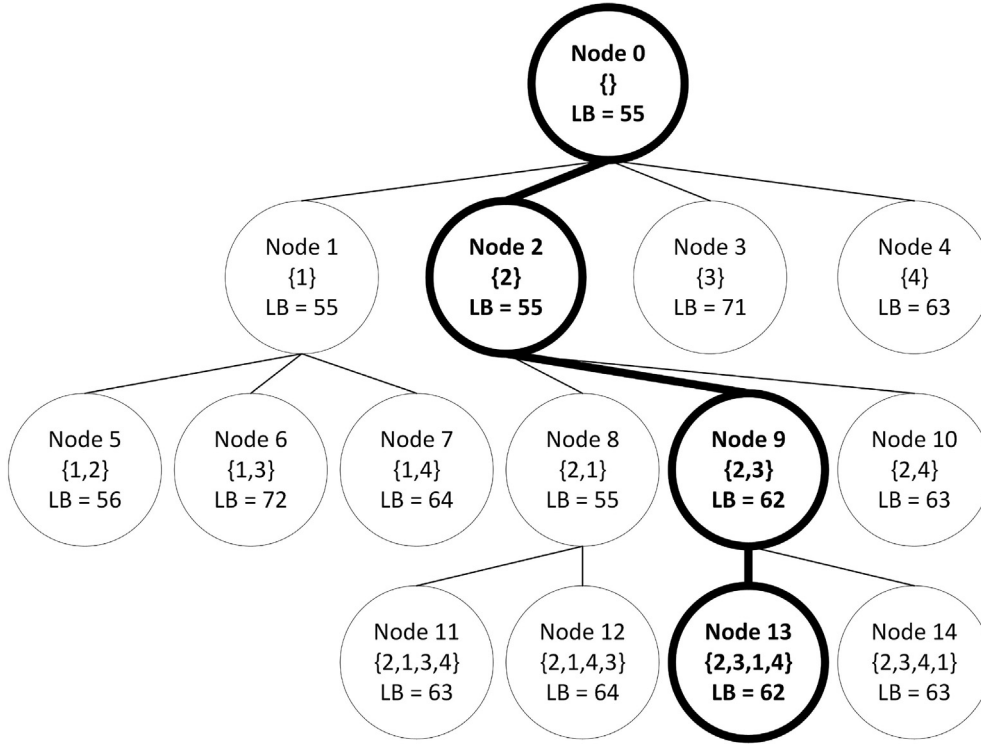 Node 0
{}
LB = 55
Node 1
{1}
LB = 55
Node 2
{2}
LB = 55
Node 3
{3}
LB = 71
Node 4
{4}
LB = 63
Node 5
{1,2}
LB = 56
Node 6
{1,3}
LB = 72
Node 7
{1,4}
LB = 64
Node 8
{2,1}
LB = 55
Node 9
{2,3}
LB = 62
Node 10
{2,4}
LB = 63
Node 11
{2,1,3,4}
LB = 63
Node 12
{2,1,4,3}
LB = 64
Node 13
{2,3,1,4}
LB = 62
Node 14
{2,3,4,1}
LB = 63